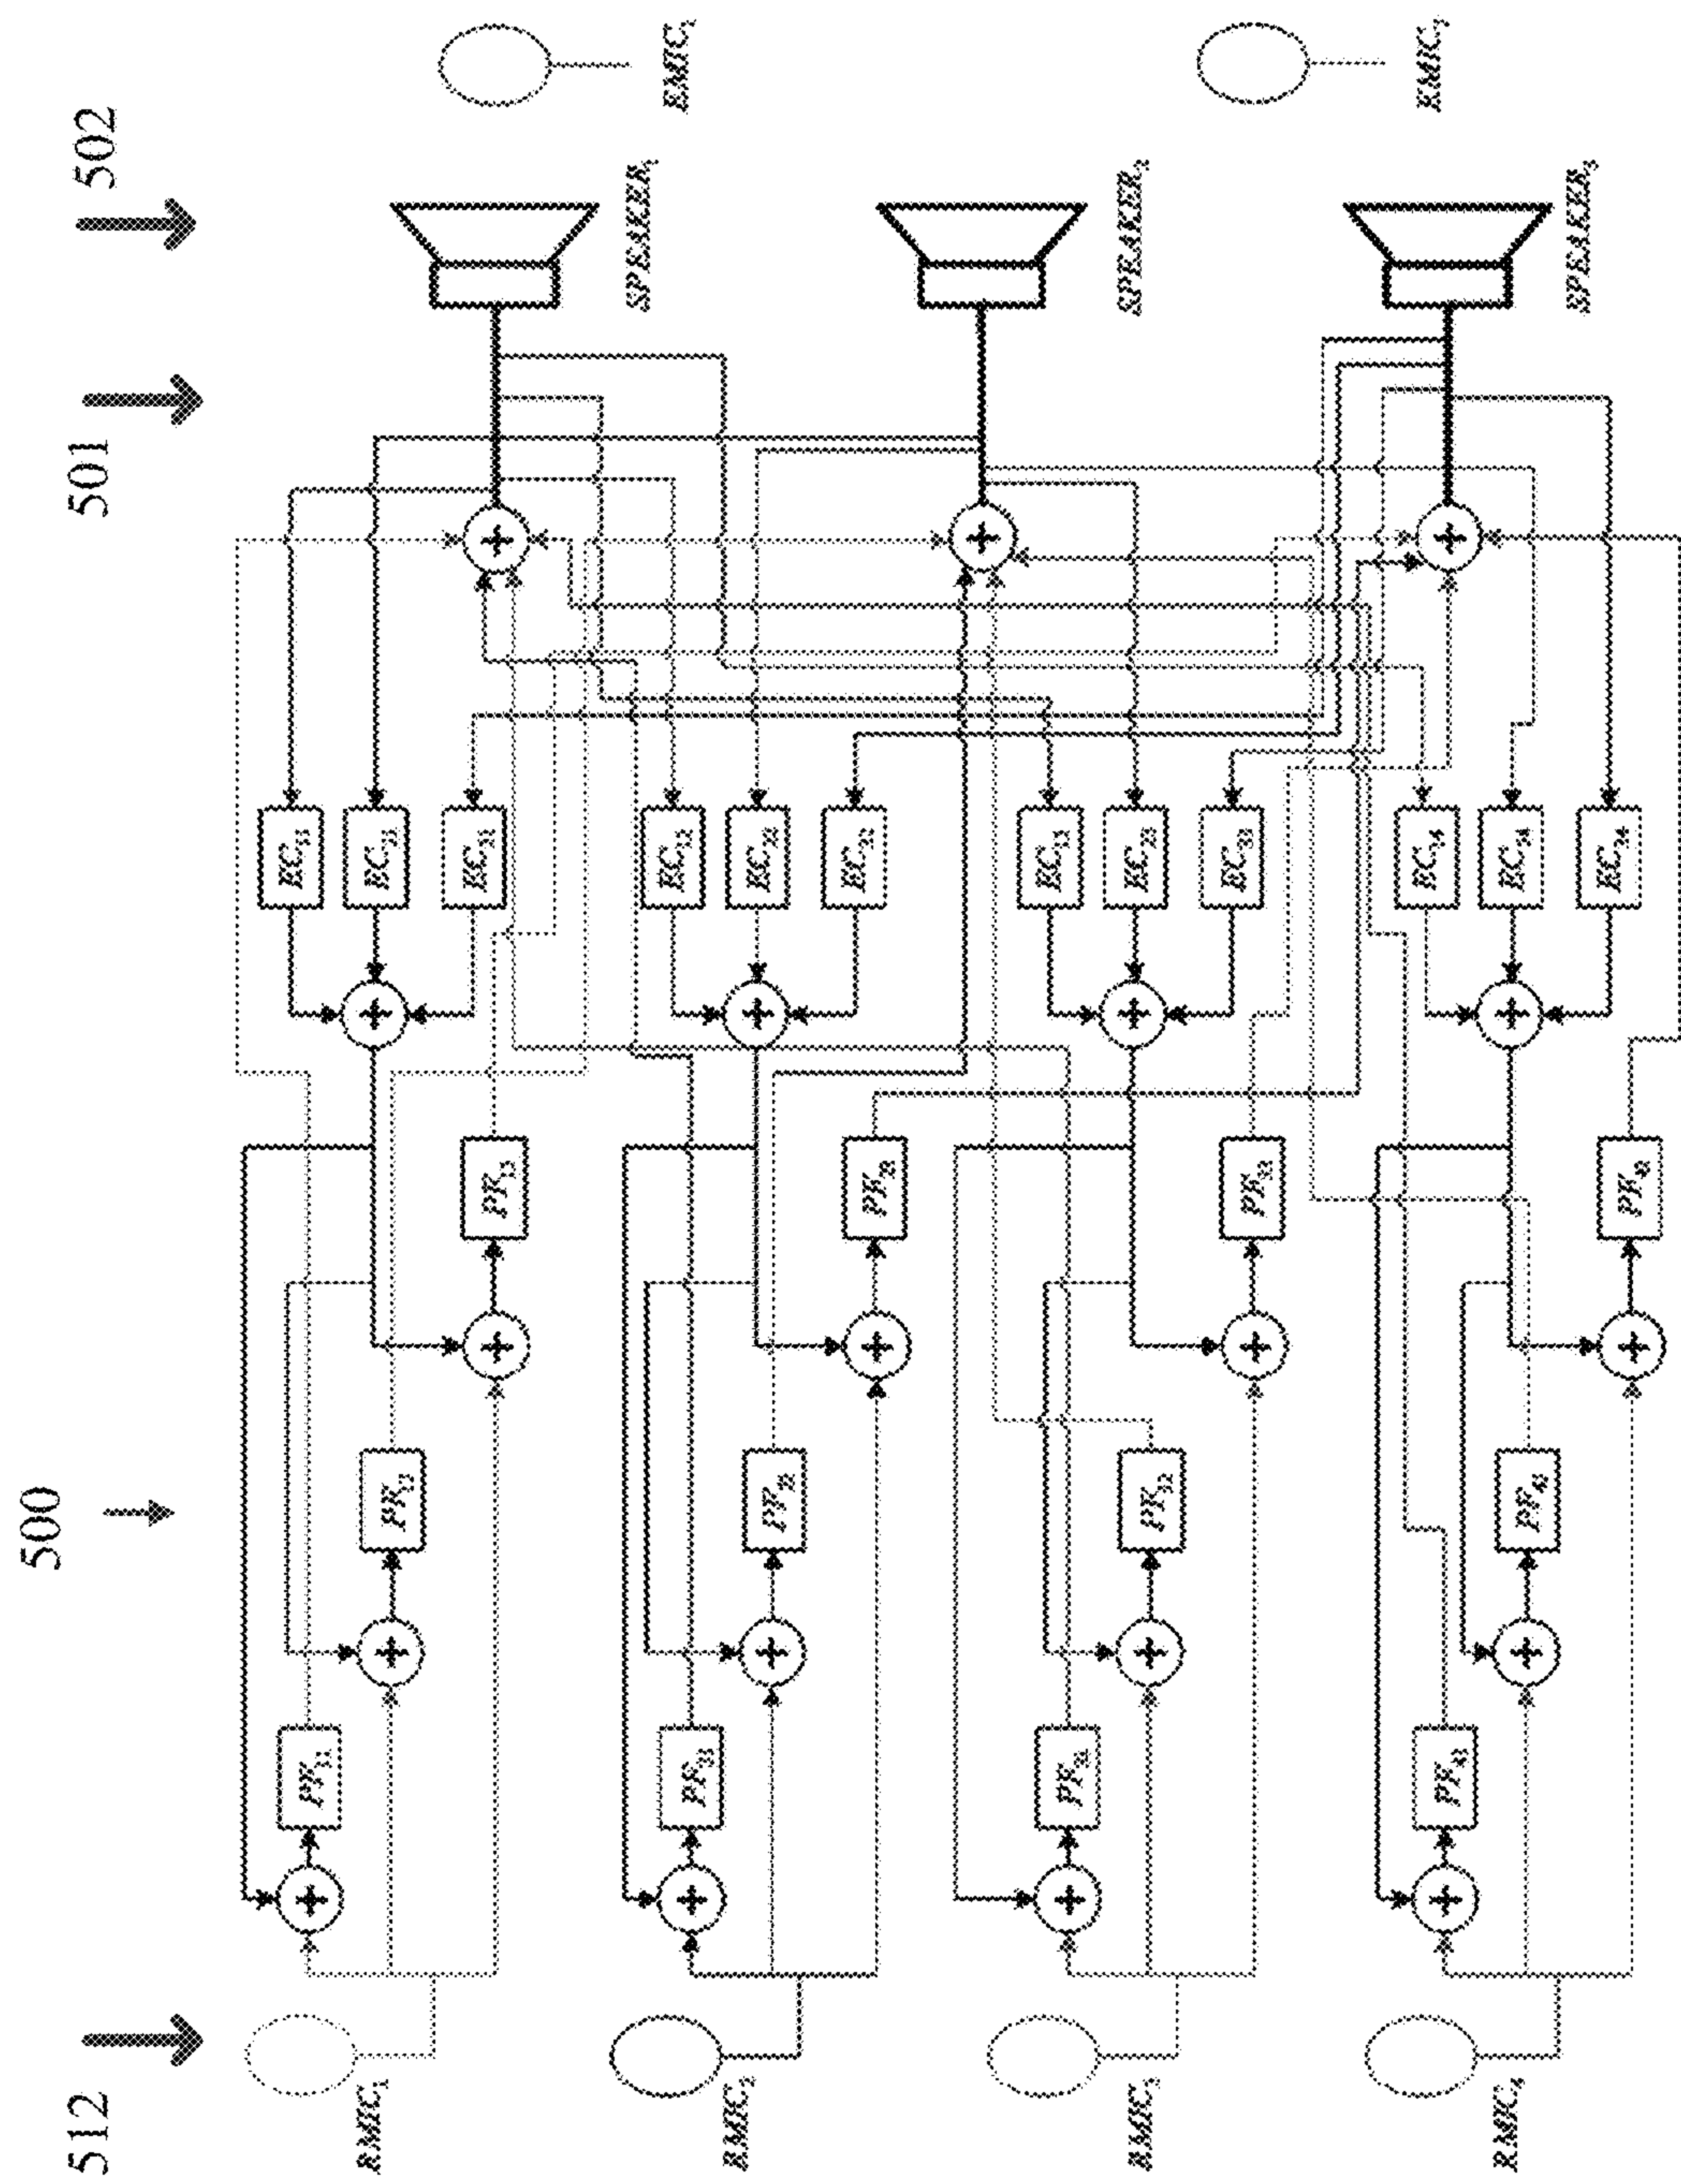 512
500
501
502
RMIC₁
PF₁₁
PF₁₂
PF₁₃
EC₁₁
EC₂₁
EC₃₁
SPEAKER₁
EMIC₁
RMIC₂
PF₂₁
PF₂₂
PF₂₃
EC₁₂
EC₂₂
EC₃₂
SPEAKER₂
RMIC₃
PF₃₁
PF₃₂
PF₃₃
EC₁₃
EC₂₃
EC₃₃
EMIC₂
RMIC₄
PF₄₁
PF₄₂
PF₄₃
EC₁₄
EC₂₄
EC₃₄
SPEAKER₃